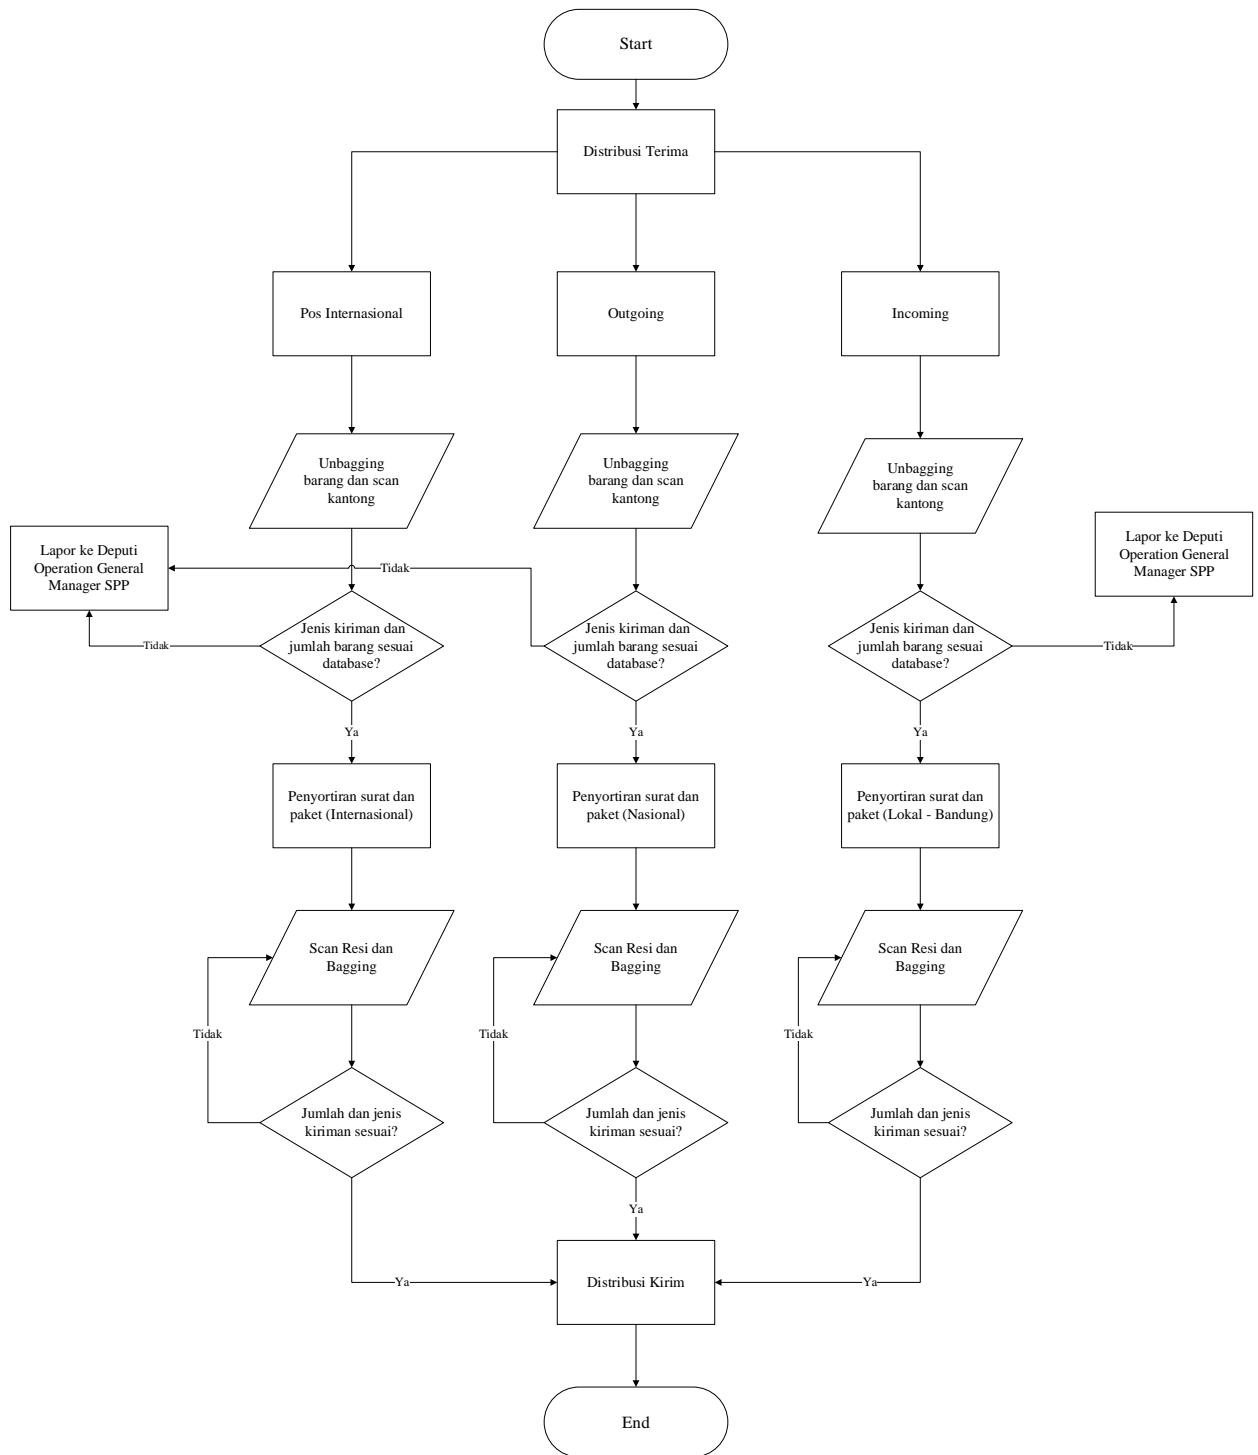 Start
Distribusi Terima
Pos Internasional
Outgoing
Incoming
Unbagging
barang dan scan
kantong
Unbagging
barang dan scan
kantong
Unbagging
barang dan scan
kantong
Lapor ke Deputi
Operation General
Manager SPP
Tidak
Lapor ke Deputi
Operation General
Manager SPP
Jenis kiriman dan
jumlah barang sesuai
database?
Tidak
Jenis kiriman dan
jumlah barang sesuai
database?
Jenis kiriman dan
jumlah barang sesuai
database?
Tidak
Ya
Ya
Ya
Penyortiran surat dan
paket (Internasional)
Penyortiran surat dan
paket (Nasional)
Penyortiran surat dan
paket (Lokal - Bandung)
Scan Resi dan
Bagging
Scan Resi dan
Bagging
Scan Resi dan
Bagging
Tidak
Tidak
Tidak
Jumlah dan jenis
kiriman sesuai?
Jumlah dan jenis
kiriman sesuai?
Jumlah dan jenis
kiriman sesuai?
Ya
Ya
Distribusi Kirim
Ya
End